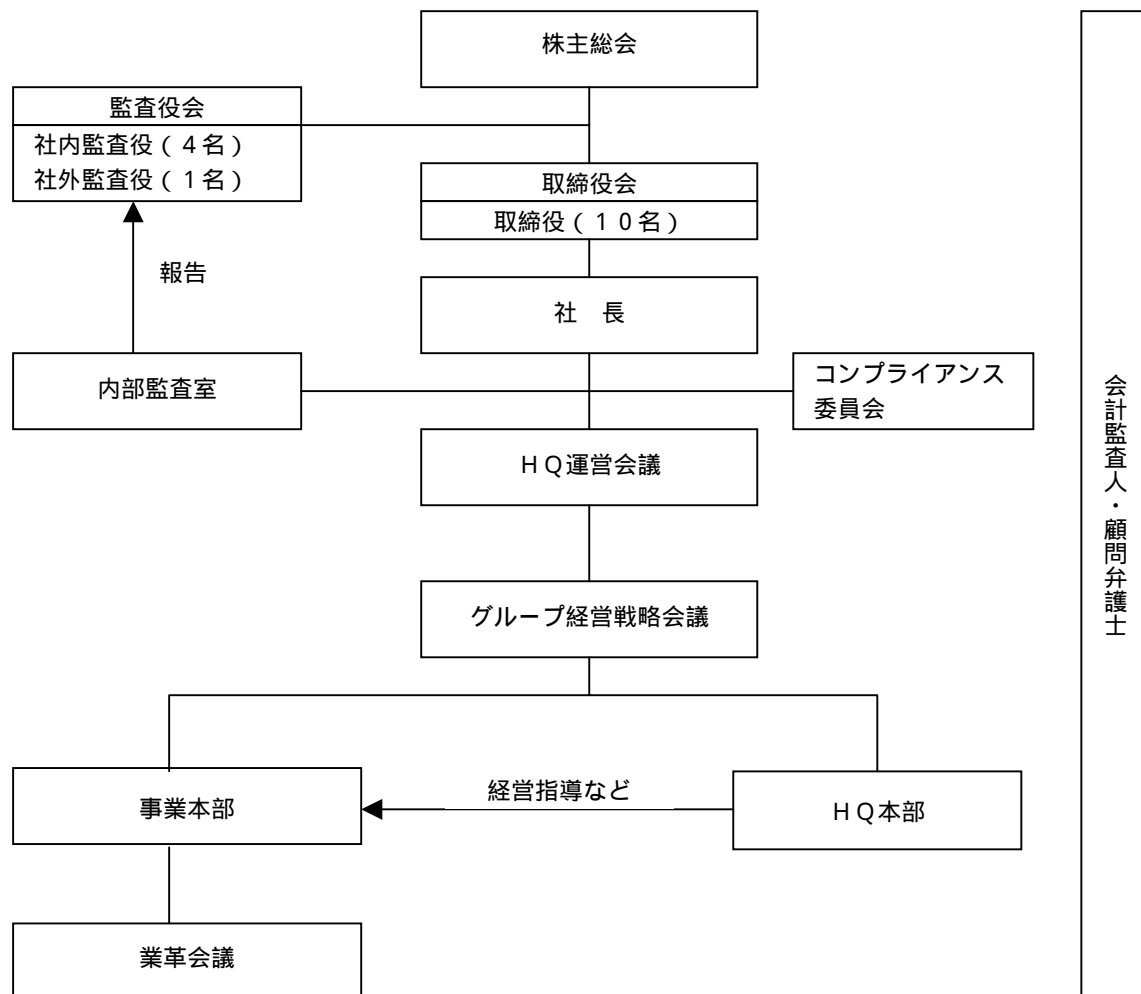 株主総会
監査役会
社内監査役(4名)
社外監査役(1名)
取締役会
取締役(10名)
報告
社 長
内部監査室
コンプライアンス
委員会
HQ運営会議
グループ経営戦略会議
事業本部
経営指導など
HQ本部
業革会議
会計監査人・顧問弁護士